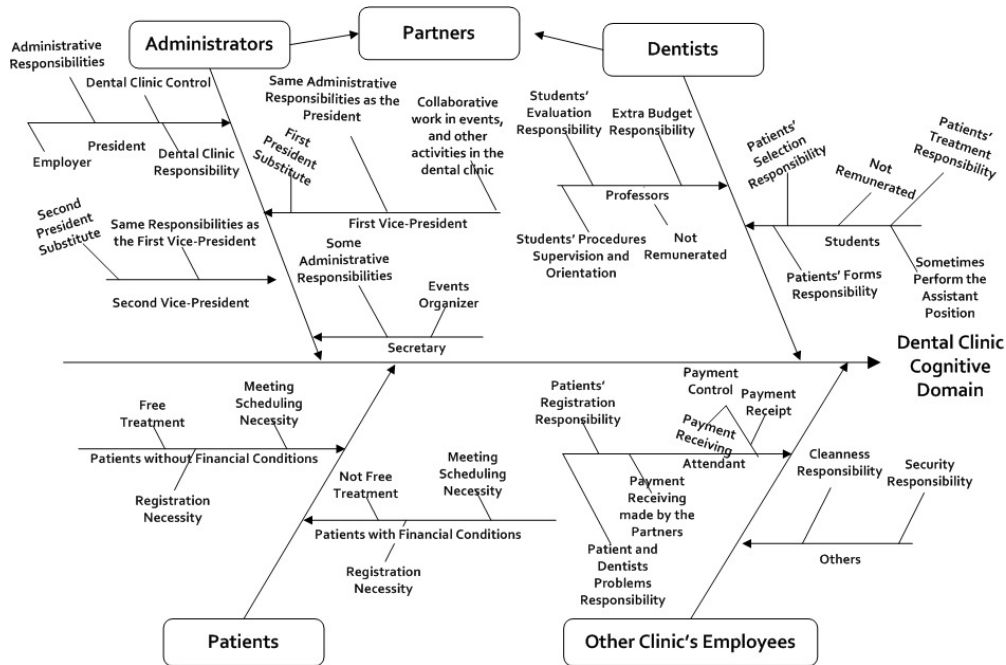 Administrators
Partners
Dentists
Administrative
Responsibilities
Dental Clinic Control
Employer
President
Dental Clinic
Responsibility
Same Administrative
Responsibilities as the
President
First
President
Substitute
Collaborative
work in events,
and other
activities in the
dental clinic
First Vice-President
Second
President
Substitute
Same Responsibilities as
the First Vice-President
Second Vice-President
Some
Administrative
Responsibilities
Events
Organizer
Secretary
Students'
Evaluation
Responsibility
Extra Budget
Responsibility
Professors
Students' Procedures
Supervision and
Orientation
Not
Remunerated
Patients'
Selection
Responsibility
Not
Remunerated
Patients'
Treatment
Responsibility
Students
Patients' Forms
Responsibility
Sometimes
Perform the
Assistant
Position
Dental Clinic
Cognitive
Domain
Free
Treatment
Meeting
Scheduling
Necessity
Patients without Financial Conditions
Registration
Necessity
Not Free
Treatment
Meeting
Scheduling
Necessity
Patients with Financial Conditions
Registration
Necessity
Patients'
Registration
Responsibility
Payment
Control
Payment
Receiving
Payment
Receipt
Attendant
Payment
Receiving
made by the
Partners
Patient and
Dentists
Problems
Responsibility
Cleanness
Responsibility
Security
Responsibility
Others
Patients
Other Clinic's Employees